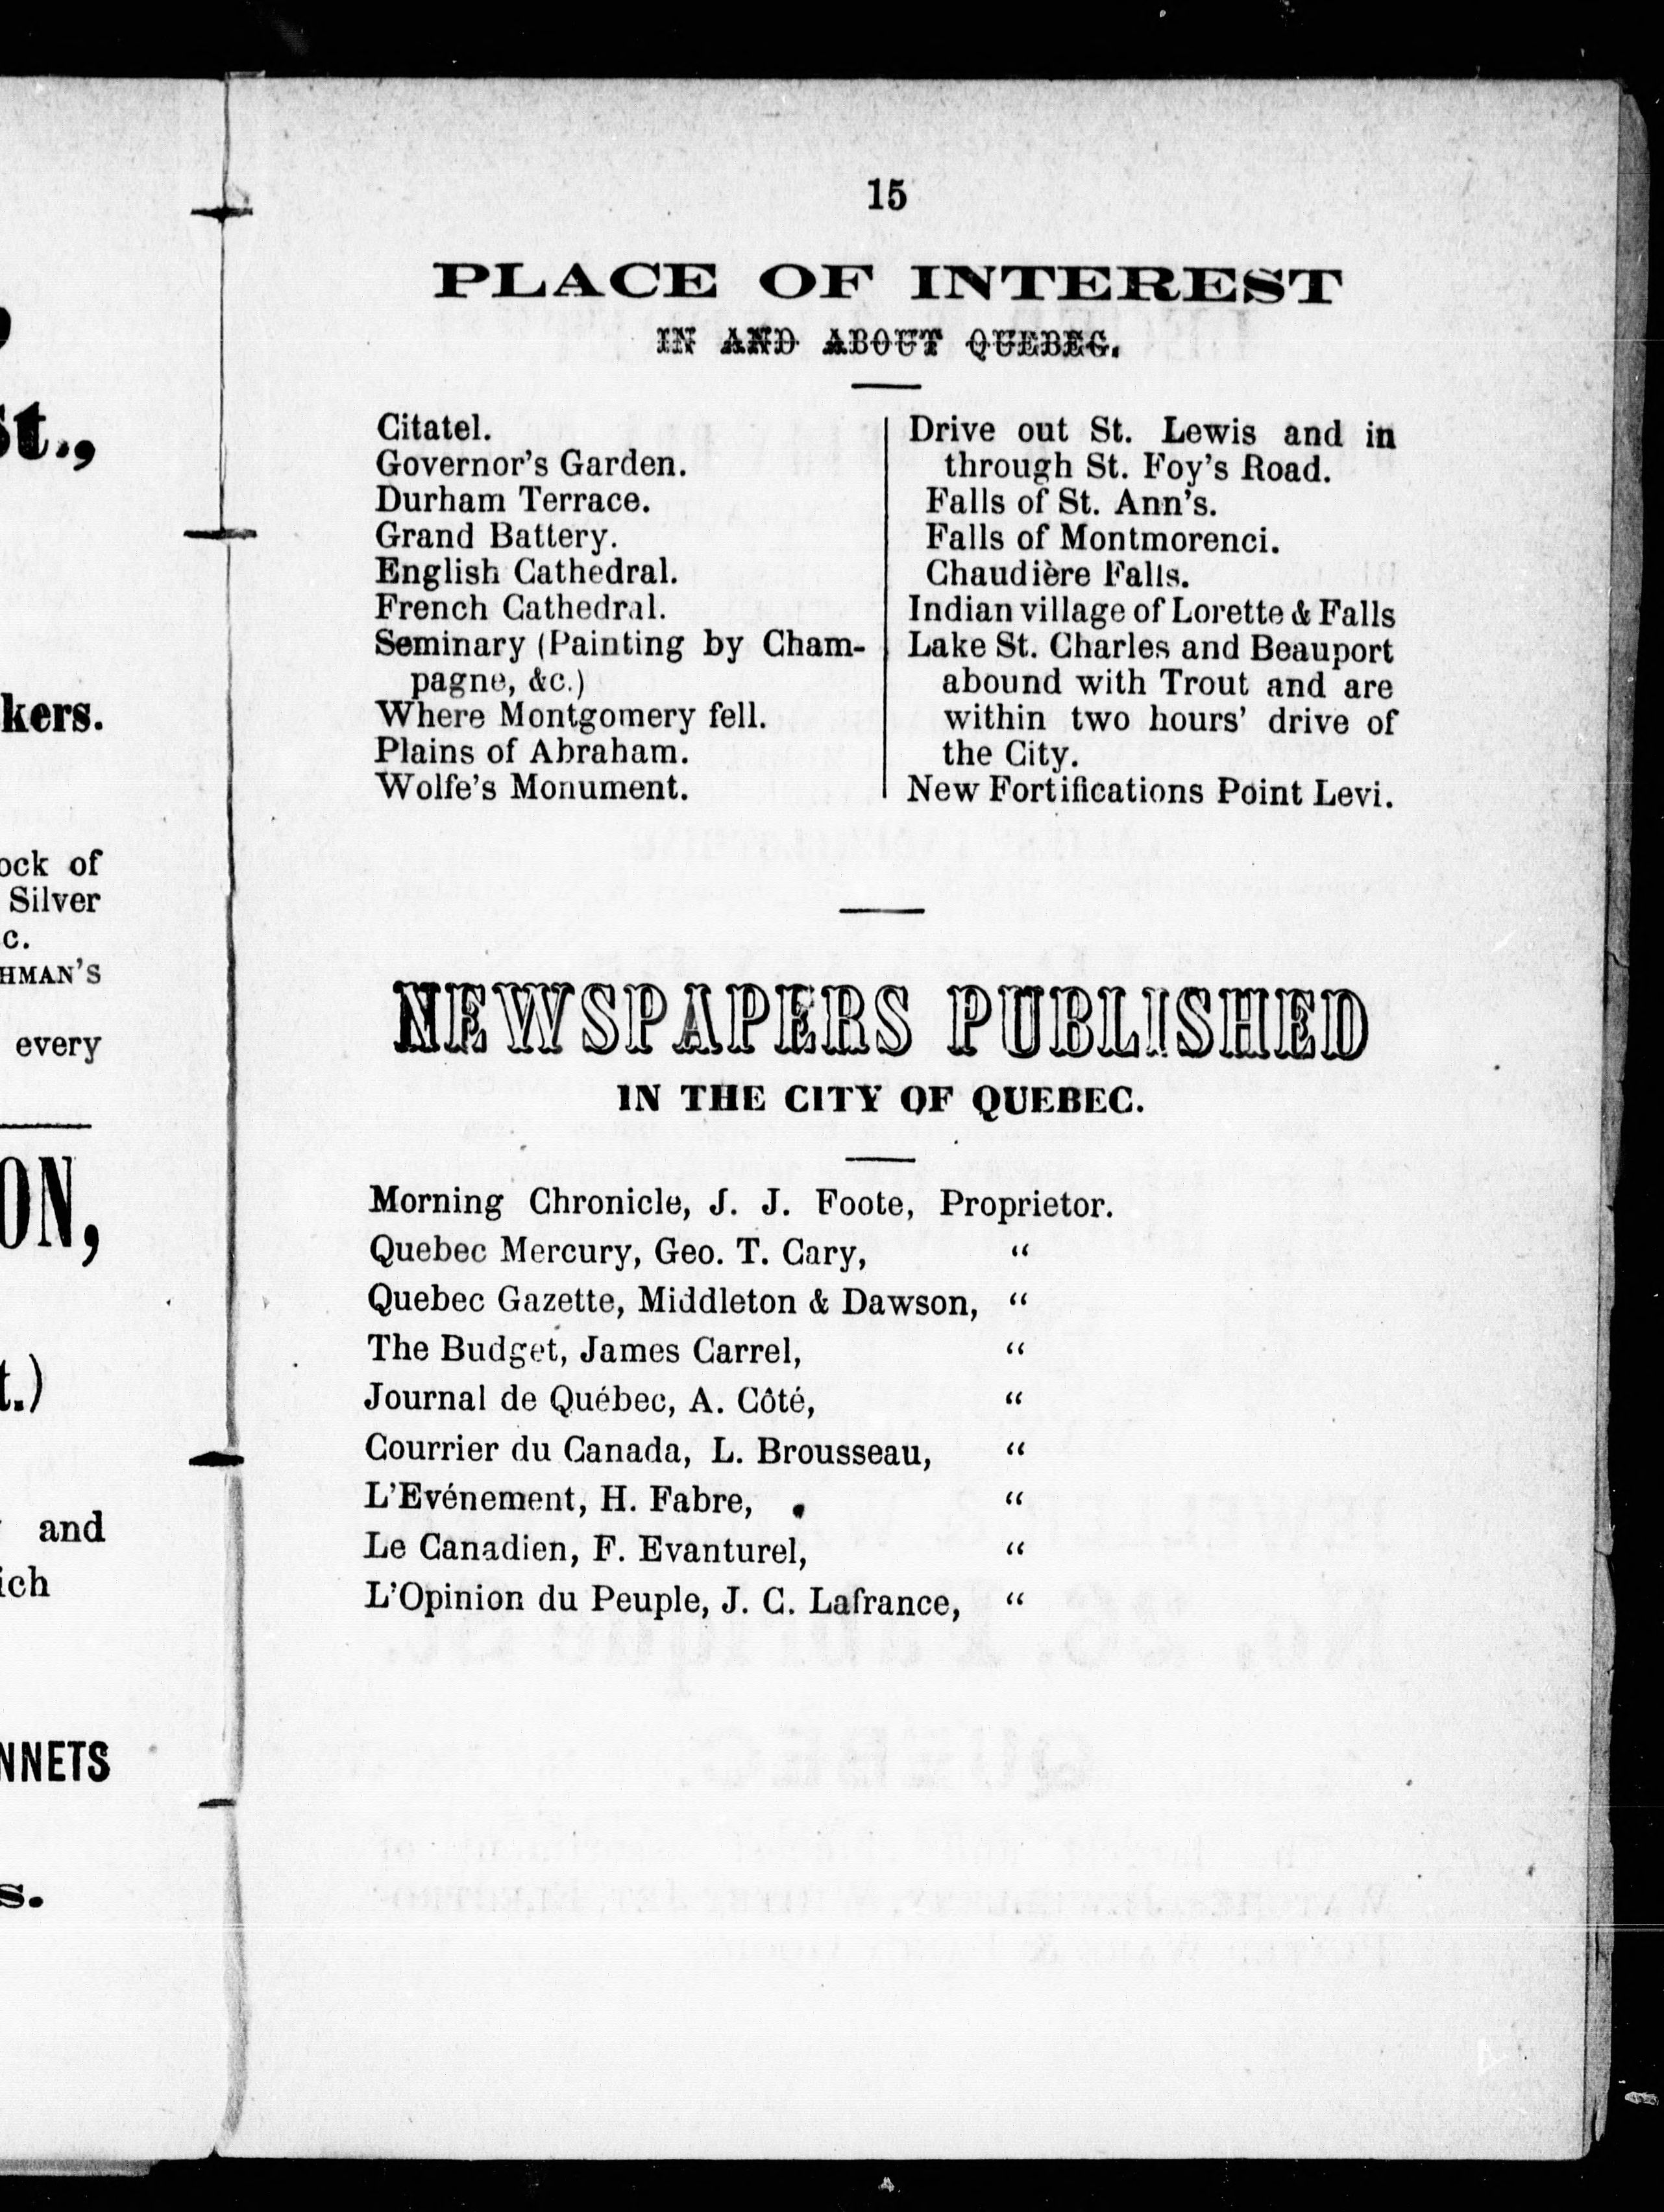 15
PLACE OF INTEREST
IN AND ABOUT QUEBEC.
Citatel.
Governor's Garden.
Durham Terrace.
Grand Battery.
English Cathedral.
French Cathedral.
Seminary (Painting by Cham-
pagne, &c.)
Where Montgomery fell.
Plains of Abraham.
Wolfe's Monument.
Drive out St. Lewis and in
through St. Foy's Road.
Falls of St. Ann's.
Falls of Montmorenci.
Chaudière Falls.
Indian village of Lorette & Falls
Lake St. Charles and Beauport
abound with Trout and are
within two hours' drive of
the City.
New Fortifications Point Levi.
NEWSPAPERS PUBLISHED
IN THE CITY OF QUEBEC.
Morning Chronicle, J. J. Foote, Proprietor.
Quebec Mercury, Geo. T. Cary, “
Quebec Gazette, Middleton & Dawson, “
The Budget, James Carrel, “
Journal de Québec, A. Côté, “
Courrier du Canada, L. Brousseau, “
L'Evénement, H. Fabre, “
Le Canadien, F. Evanturel, “
L'Opinion du Peuple, J. C. Lafrance, “
St.,
kers.
ock of
Silver
c.
HMAN'S
every
ON,
t.)
and
ich
NNETS
s.